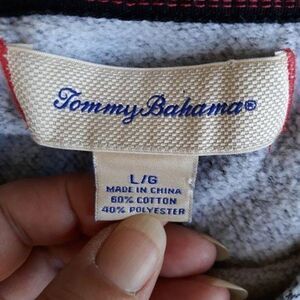 Tommy Bahama®
L/G
MADE IN CHINA
60% COTTON
40% POLYESTER